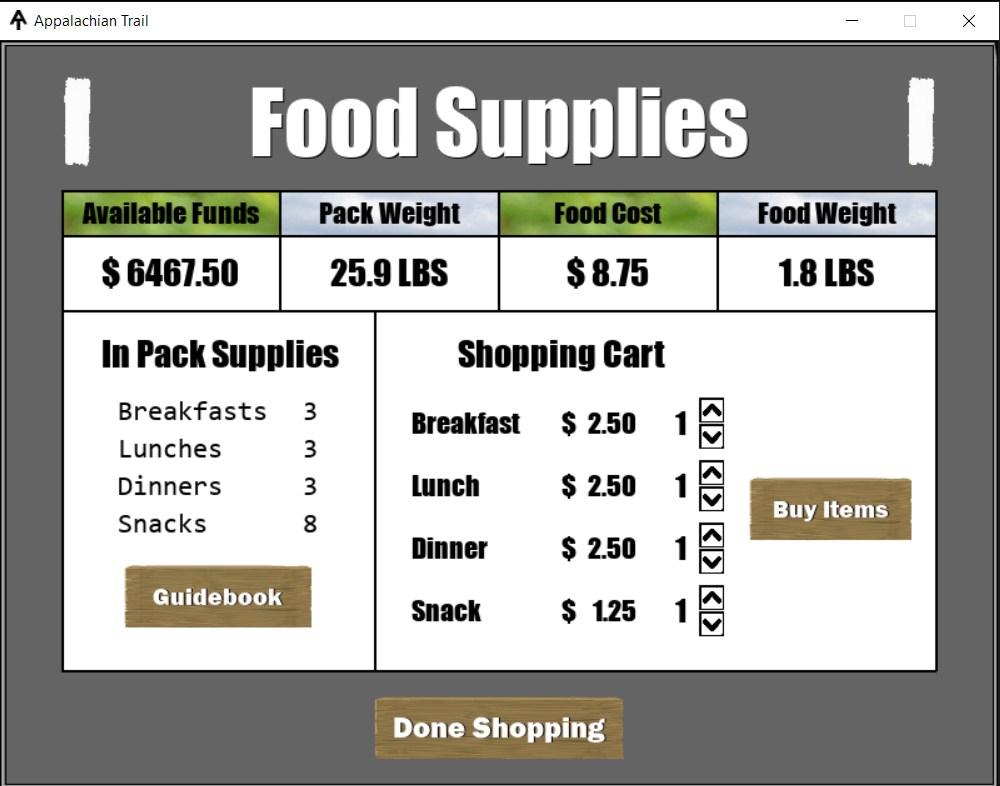 Appalachian Trail
Food Supplies
Available Funds Pack Weight Food Cost Food Weight
$ 6467.50 25.9 LBS $ 8.75 1.8 LBS
In Pack Supplies
Breakfasts 3
Lunches 3
Dinners 3
Snacks 8
Guidebook
Shopping Cart
Breakfast $ 2.50 1
Lunch $ 2.50 1
Dinner $ 2.50 1
Snack $ 1.25 1
Buy Items
Done Shopping